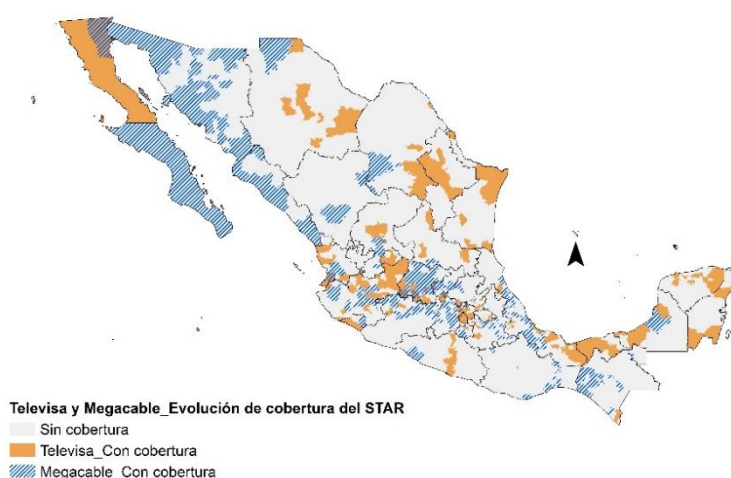 Televisa y Megacable_Evolución de cobertura del STAR
Sin cobertura
Televisa_Con cobertura
Megacable_Con cobertura